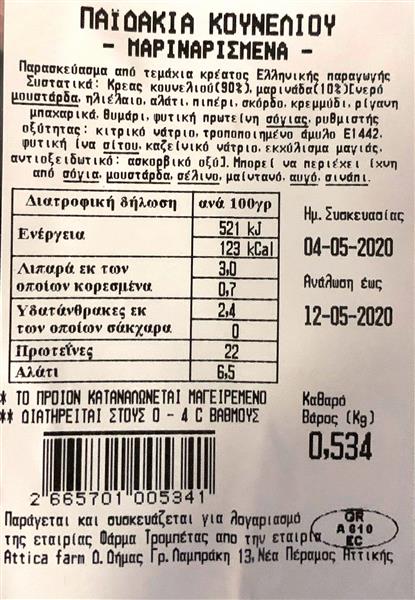 ΠΑΪΔΑΚΙΑ ΚΟΥΝΕΛΙΟΥ
- ΜΑΡΙΝΑΡΙΣΜΕΝΑ -
Παρασκεύασμα από τεμάχια κρέατος Ελληνικής παραγωγής
Συστατικά: Κρεας κουνελιού(90%), μαρινάδα(10%)[νερό
μουστάρδα, ηλιέλαιο, αλάτι, πιπέρι, σκόρδο, κρεμμύδι, ρίγανη
μπαχαρικά, θυμάρι, φυτική πρωτεΐνη σόγιας, ρυθμιστής
οξύτητας: κιτρικό νάτριο, τροποποιημένο άμυλο Ε1442,
φυτική ίνα σίτου, καζεϊνικό νάτριο, εκχύλισμα μαγιάς,
αντιοξειδωτικό: ασκορβικό οξύ]. Μπορεί να περιέχει ίχνη
από σόγια, μουστάρδα, σέλινο, μαϊντανό, αυγό, σινάπι.
Διατροφική δήλωση ανά 100γρ
Ενέργεια 521 kJ
123 kCal
Λιπαρά εκ των 3,0
οποίων κορεσμένα 0,7
Υδατάνθρακες εκ 2,4
των οποίων σάκχαρα 0
Πρωτεΐνες 22
Αλάτι 6,5
Ημ. Συσκευασίας
04-05-2020
Ανάλωση έως
12-05-2020
* ΤΟ ΠΡΟΙΟΝ ΚΑΤΑΝΑΛΩΝΕΤΑΙ ΜΑΓΕΙΡΕΜΕΝΟ
** ΔΙΑΤΗΡΕΙΤΑΙ ΣΤΟΥΣ 0 - 4 C ΒΑΘΜΟΥΣ
Καθαρό
Βάρος (Kg)
0,534
2 665701 005341
Παράγεται και συσκευάζεται για λογαριασμό
της εταιρίας Φάρμα Τρομπέτας απο την εταιρία
Attica farm Ο. Δήμας Γρ. Λαμπράκη 13, Νέα Πέραμος Αττικής
GR
A 610
EC